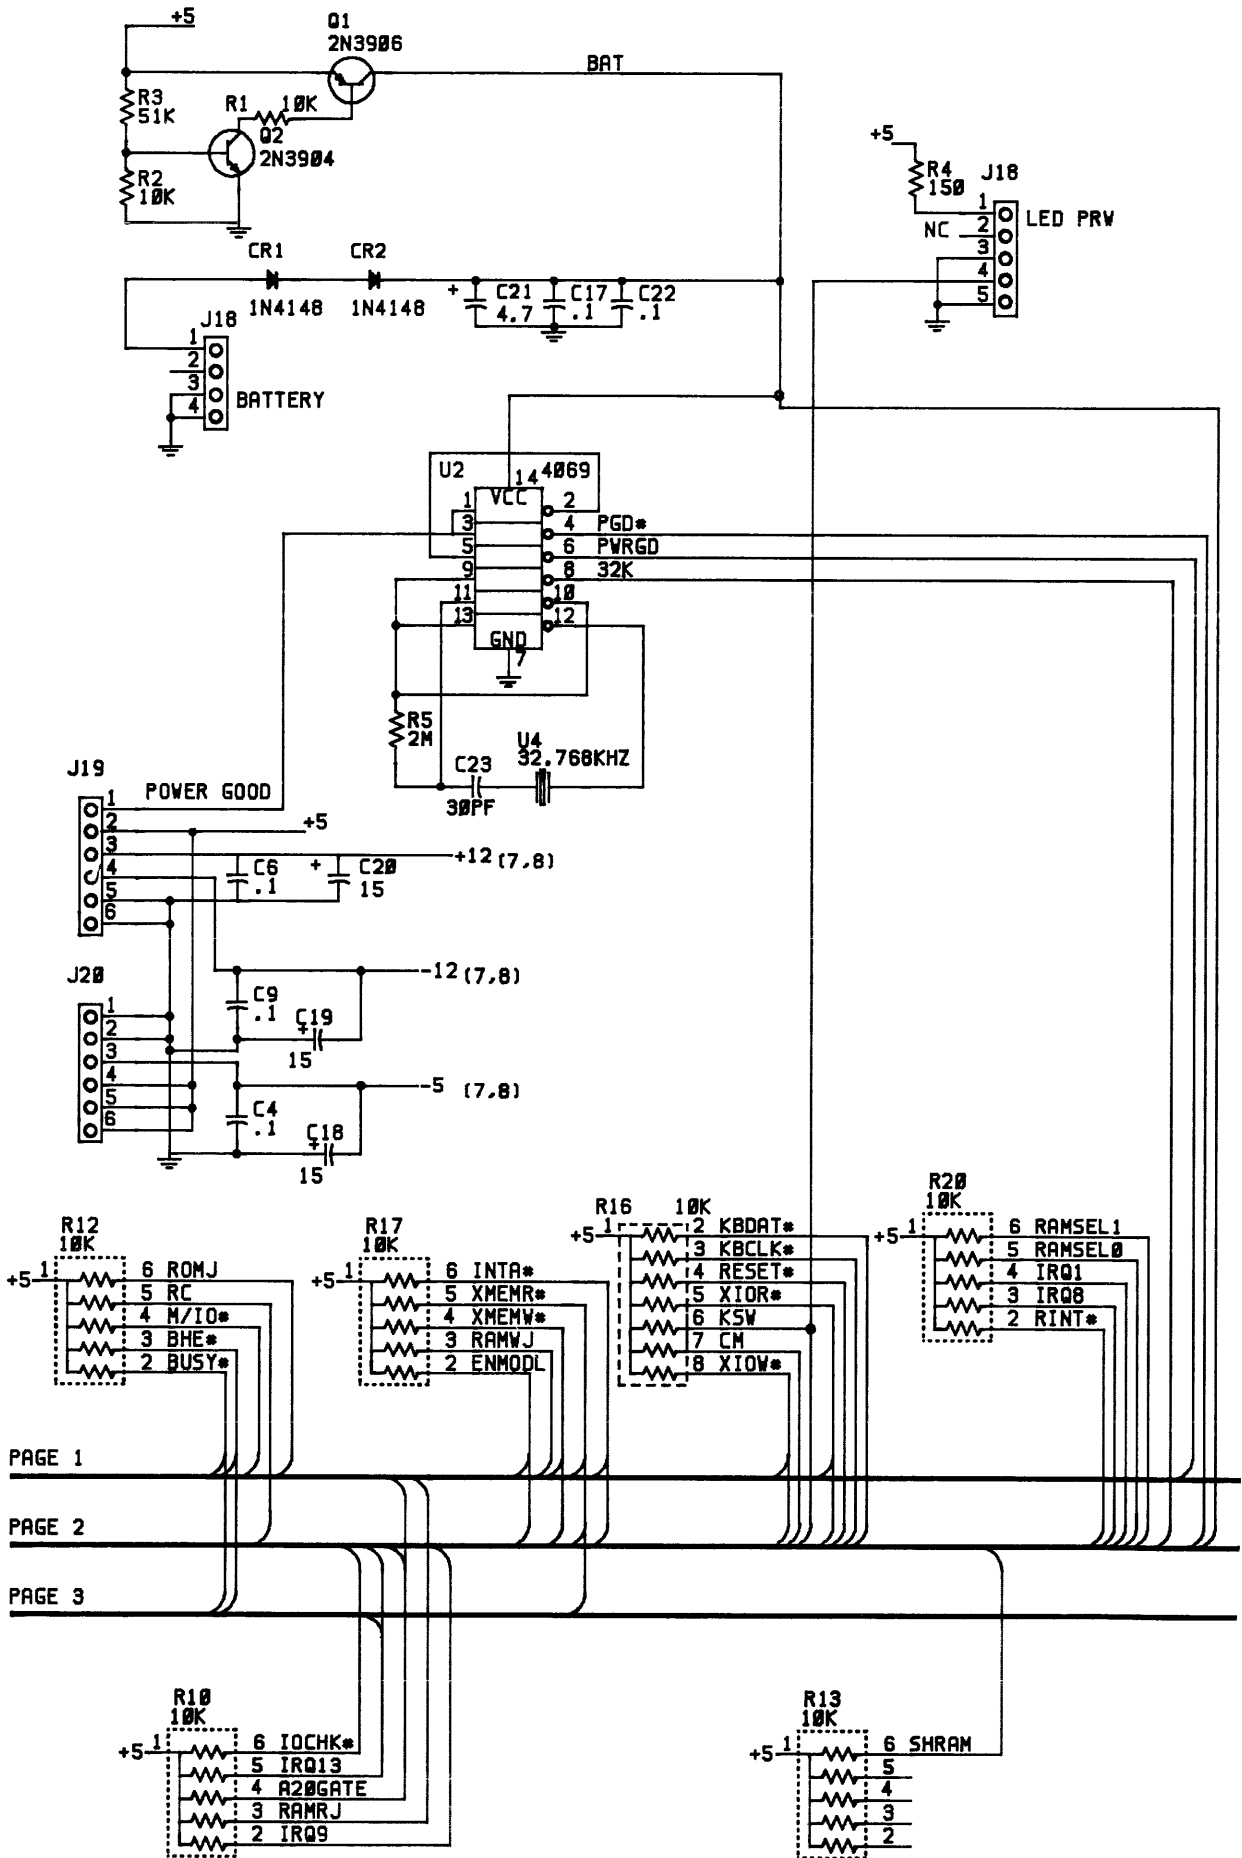 +5
Q1
2N3906
BAT
R3
51K
R1 10K
Q2
2N3904
R2
10K
+5
R4
150
J18
1
2
3
4
5
NC
LED PRW
CR1
1N4148
CR2
1N4148
+
C21
4.7
C17
.1
C22
.1
J18
1
2
3
4
BATTERY
U2
14 4069
VCC
1
3
5
9
11
13
2
4
6
8
10
12
PGD*
PWRGD
32K
GND
7
R5
2M
C23
30PF
U4
32.768KHZ
J19
1
2
3
4
5
6
POWER GOOD
+5
+12 (7,8)
C6
.1
+
C20
15
-12 (7,8)
C9
.1
+
C19
15
J20
1
2
3
4
5
6
-5 (7,8)
C4
.1
+
C18
15
R12
10K
+5 1
6 ROMJ
5 RC
4 M/IO*
3 BHE*
2 BUSY*
R17
10K
+5 1
6 INTA*
5 XMEMR*
4 XMEMW*
3 RAMWJ
2 ENMODL
R16 10K
+5 1
2 KBDAT*
3 KBCLK*
4 RESET*
5 XIOR*
6 KSW
7 CM
8 XIOW*
R20
10K
+5 1
6 RAMSEL1
5 RAMSEL0
4 IRQ1
3 IRQ8
2 RINT*
PAGE 1
PAGE 2
PAGE 3
R10
10K
+5 1
6 IOCHK*
5 IRQ13
4 A20GATE
3 RAMRJ
2 IRQ9
R13
10K
+5 1
6 SHRAM
5
4
3
2